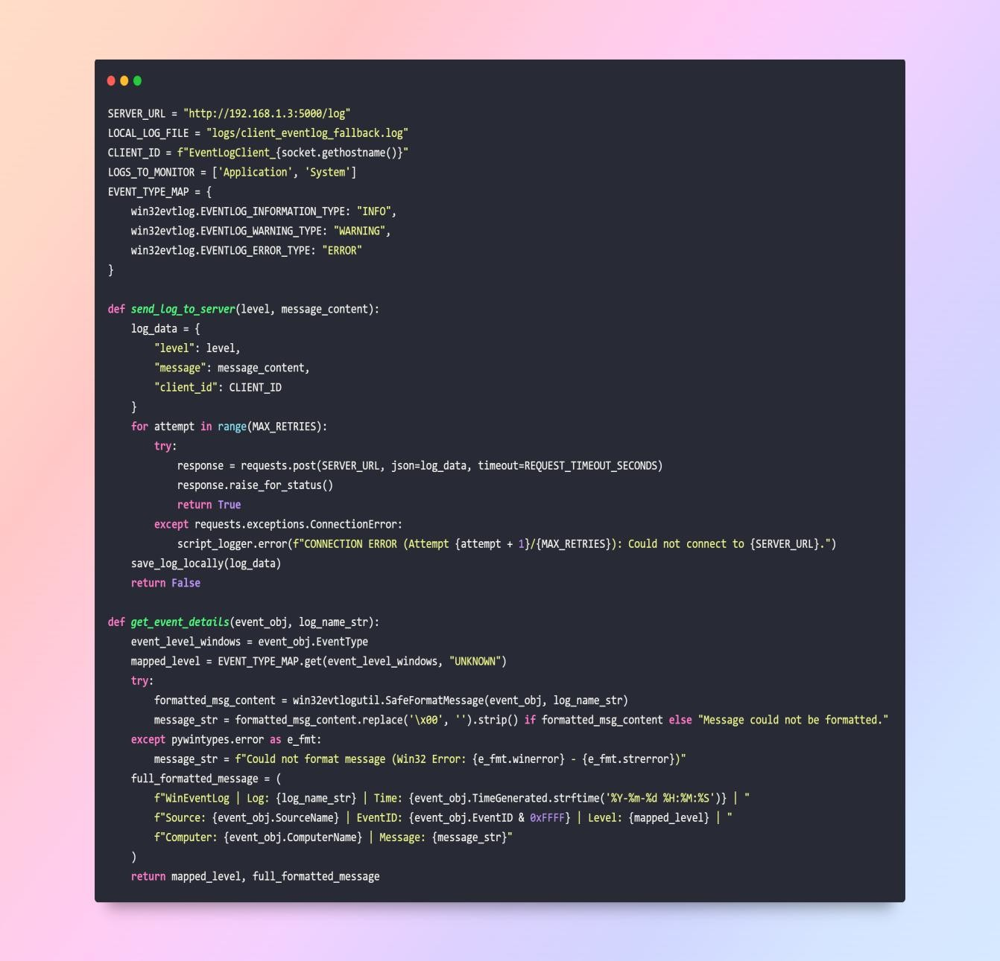 SERVER_URL = "http://192.168.1.3:5000/log"
LOCAL_LOG_FILE = "logs/client_eventlog_fallback.log"
CLIENT_ID = f"EventLogClient_{socket.gethostname()}"
LOGS_TO_MONITOR = ['Application', 'System']
EVENT_TYPE_MAP = {
    win32evtlog.EVENTLOG_INFORMATION_TYPE: "INFO",
    win32evtlog.EVENTLOG_WARNING_TYPE: "WARNING",
    win32evtlog.EVENTLOG_ERROR_TYPE: "ERROR"
}

def send_log_to_server(level, message_content):
    log_data = {
        "level": level,
        "message": message_content,
        "client_id": CLIENT_ID
    }
    for attempt in range(MAX_RETRIES):
        try:
            response = requests.post(SERVER_URL, json=log_data, timeout=REQUEST_TIMEOUT_SECONDS)
            response.raise_for_status()
            return True
        except requests.exceptions.ConnectionError:
            script_logger.error(f"CONNECTION ERROR (Attempt {attempt + 1}/{MAX_RETRIES}): Could not connect to {SERVER_URL}.")
    save_log_locally(log_data)
    return False

def get_event_details(event_obj, log_name_str):
    event_level_windows = event_obj.EventType
    mapped_level = EVENT_TYPE_MAP.get(event_level_windows, "UNKNOWN")
    try:
        formatted_msg_content = win32evtlogutil.SafeFormatMessage(event_obj, log_name_str)
        message_str = formatted_msg_content.replace('\x00', '').strip() if formatted_msg_content else "Message could not be formatted."
    except pywintypes.error as e_fmt:
        message_str = f"Could not format message (Win32 Error: {e_fmt.winerror} - {e_fmt.strerror})"
    full_formatted_message = (
        f"WinEventLog | Log: {log_name_str} | Time: {event_obj.TimeGenerated.strftime('%Y-%m-%d %H:%M:%S')} | "
        f"Source: {event_obj.SourceName} | EventID: {event_obj.EventID & 0xFFFF} | Level: {mapped_level} | "
        f"Computer: {event_obj.ComputerName} | Message: {message_str}"
    )
    return mapped_level, full_formatted_message